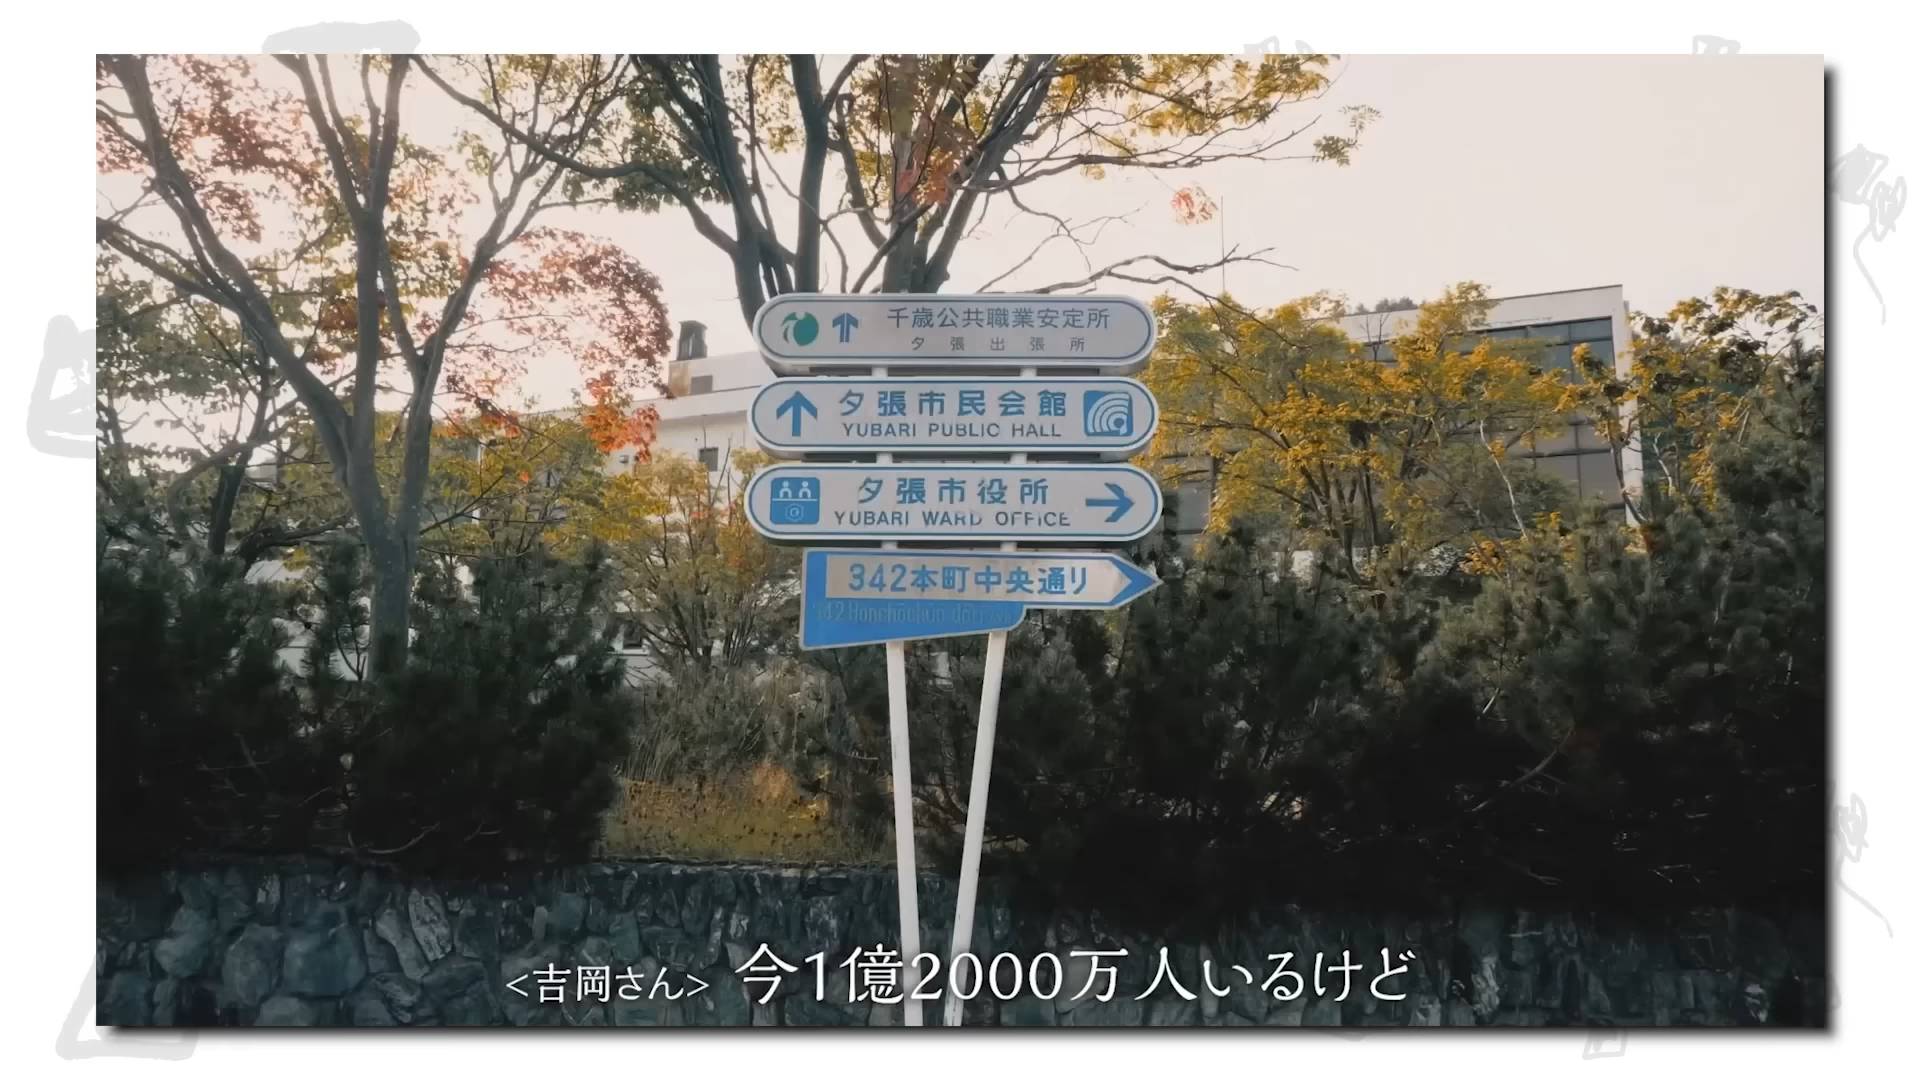 千歳公共職業安定所
夕張出張所
夕張市民会館
YUBARI PUBLIC HALL
夕張市役所
YUBARI WARD OFFICE
342本町中央通り
<吉岡さん> 今1億2000万人いるけど